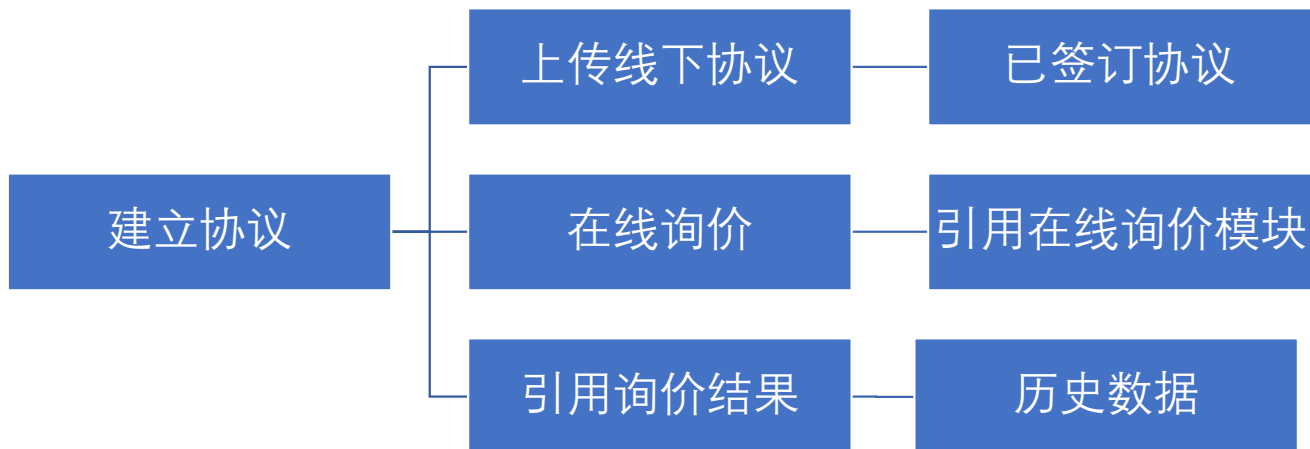 上传线下协议
已签订协议
建立协议
在线询价
引用在线询价模块
引用询价结果
历史数据